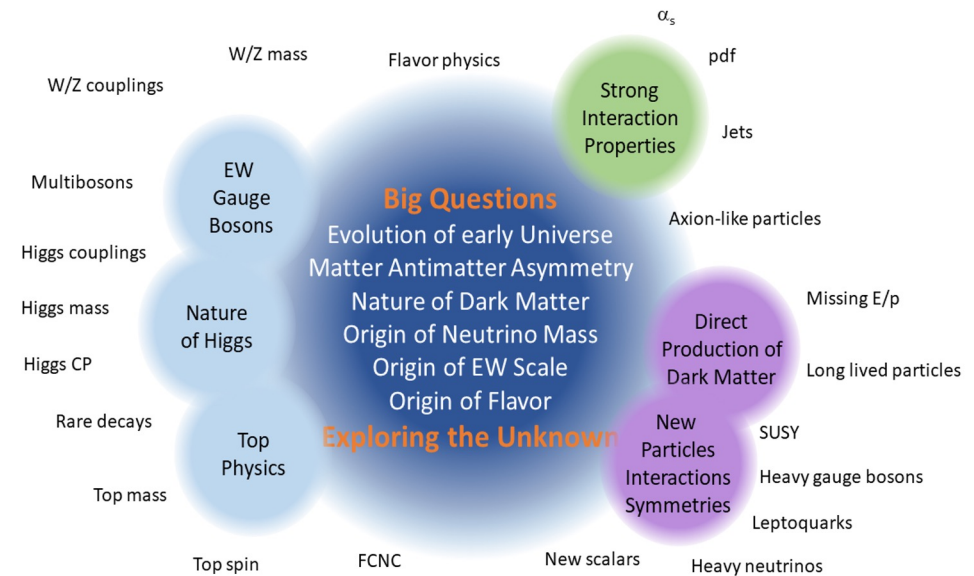 αs
W/Z mass
Flavor physics
pdf
W/Z couplings
Strong
Interaction
Properties
Jets
EW
Gauge
Bosons
Multibosons
Big Questions
Evolution of early Universe
Matter Antimatter Asymmetry
Nature of Dark Matter
Origin of Neutrino Mass
Origin of EW Scale
Origin of Flavor
Exploring the Unknown
Axion-like particles
Higgs couplings
Higgs mass
Higgs CP
Nature
of Higgs
Missing E/p
Direct
Production of
Dark Matter
Long lived particles
Rare decays
Top
Physics
Top mass
New
Particles
Interactions
Symmetries
SUSY
Heavy gauge bosons
Leptoquarks
Top spin
FCNC
New scalars
Heavy neutrinos